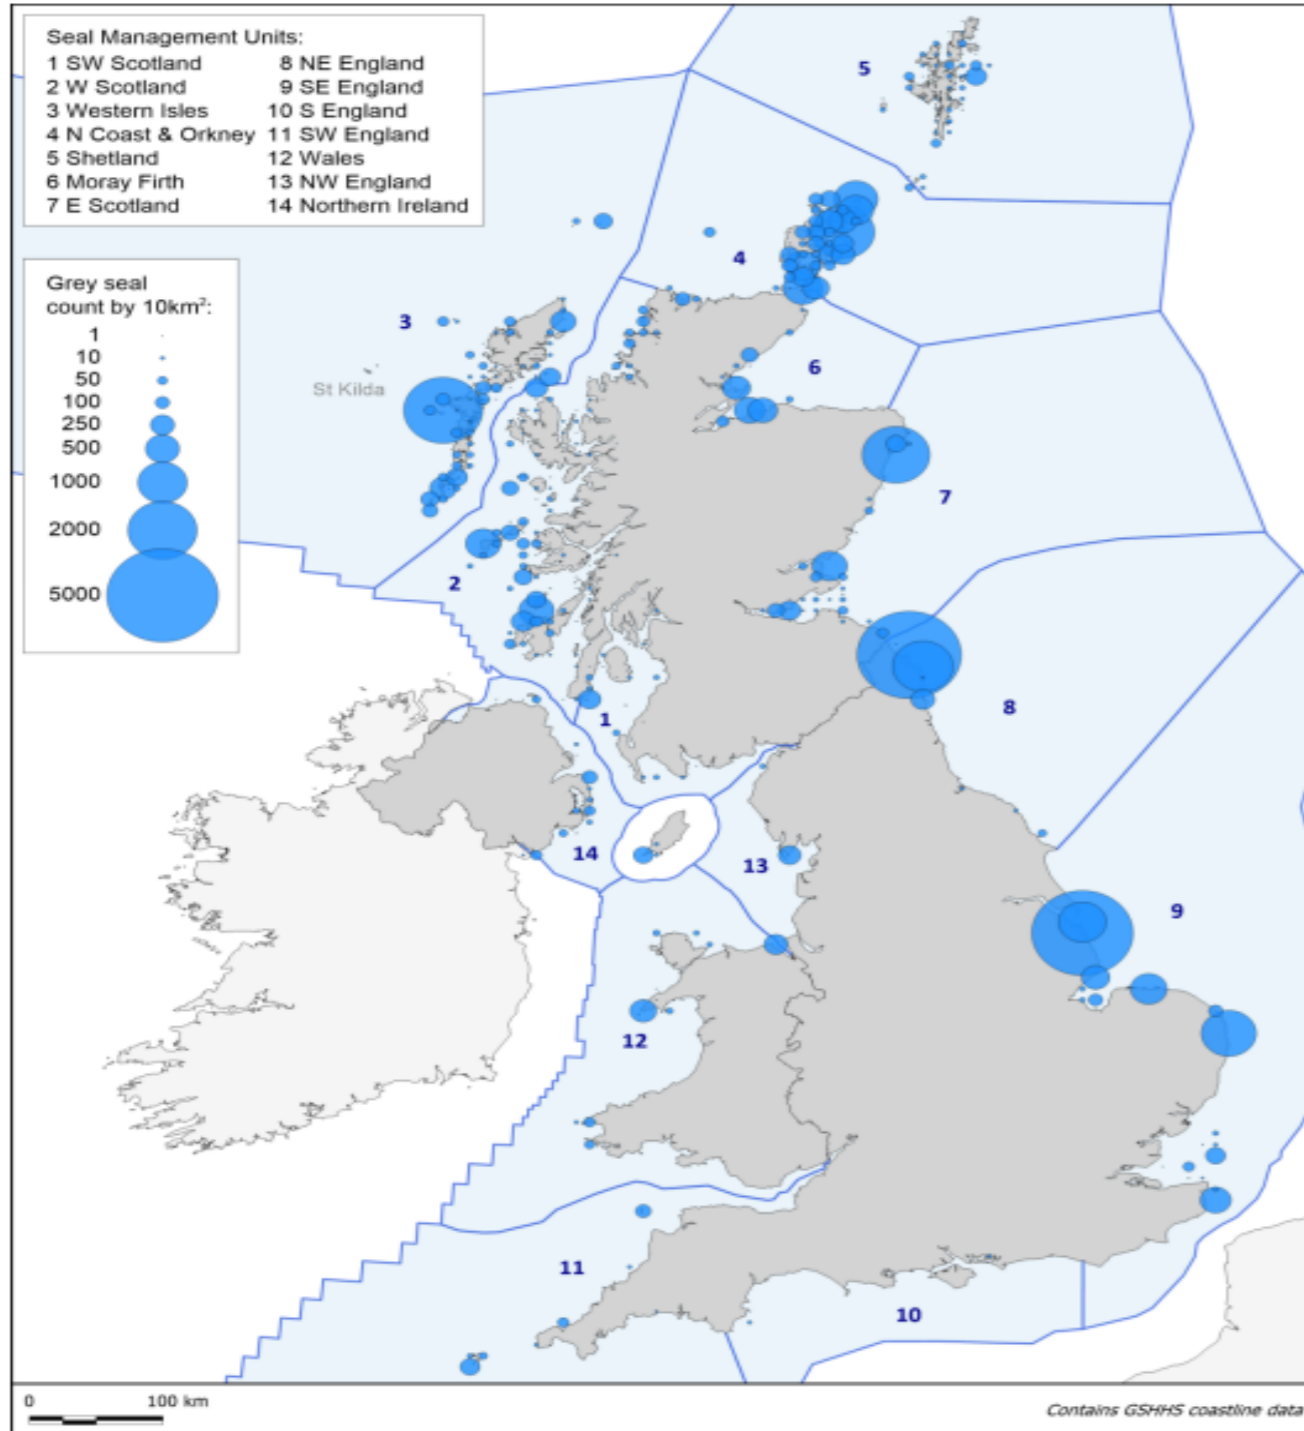 Seal Management Units:
1 SW Scotland 8 NE England
2 W Scotland 9 SE England
3 Western Isles 10 S England
4 N Coast & Orkney 11 SW England
5 Shetland 12 Wales
6 Moray Firth 13 NW England
7 E Scotland 14 Northern Ireland
Grey seal
count by 10km²:
1
10
50
100
250
500
1000
2000
5000
5
4
3
6
St Kilda
7
2
8
1
14
13
9
12
11
10
0 100 km
Contains GSHHS coastline data